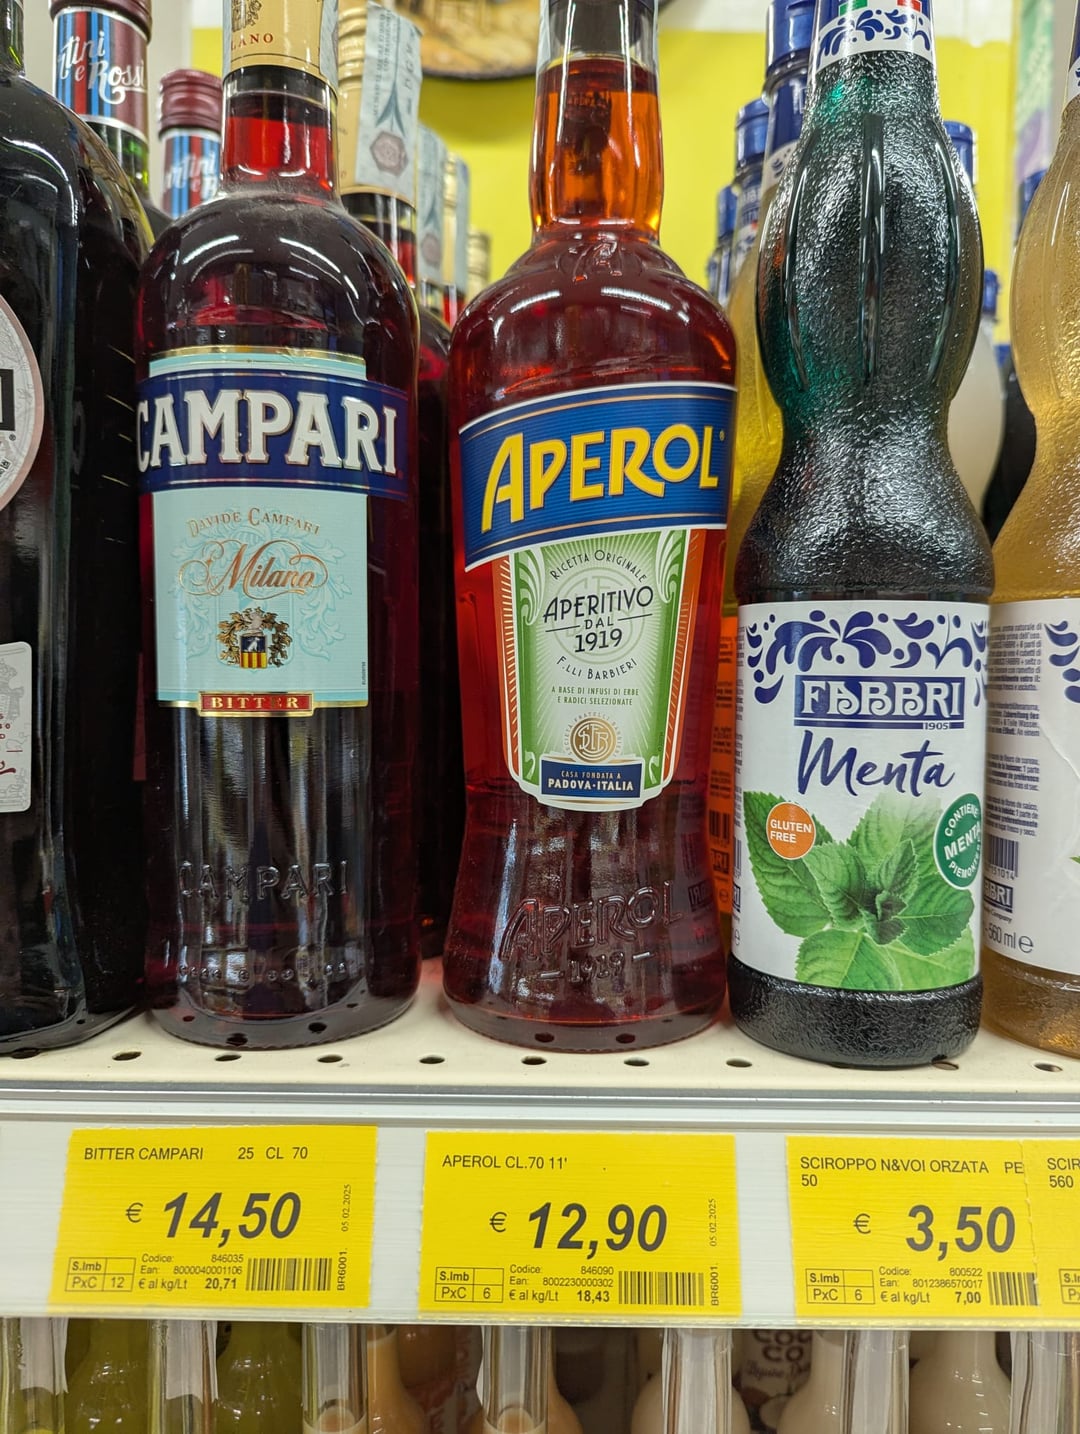 tini
e Rossi
LANO
CAMPARI
DAVIDE CAMPARI
Milano
BITTER
CAMPARI
APEROL
RICETTA ORIGINALE
APERITIVO
DAL
1919
F.LLI BARBIERI
A BASE DI INFUSI DI ERBE
E RADICI SELEZIONATE
CASA FONDATA A
PADOVA·ITALIA
APEROL
1919
FABBRI
1905
Menta
GLUTEN
FREE
CONTIENE
MENTA
PIEMONTE
560 ml e
BITTER CAMPARI 25 CL 70
€ 14,50
05.02.2025
S.Imb
PxC 12
Codice: 846035
Ean: 8000040001106
€ al kg/Lt 20,71
BR6001.
APEROL CL.70 11'
€ 12,90
05.02.2025
S.Imb
PxC 6
Codice: 846090
Ean: 8002230000302
€ al kg/Lt 18,43
BR6001.
SCIROPPO N&VOI ORZATA PE
50
€ 3,50
S.Imb
PxC 6
Codice: 800522
Ean: 8012386570017
€ al kg/Lt 7,00
SCIR
560